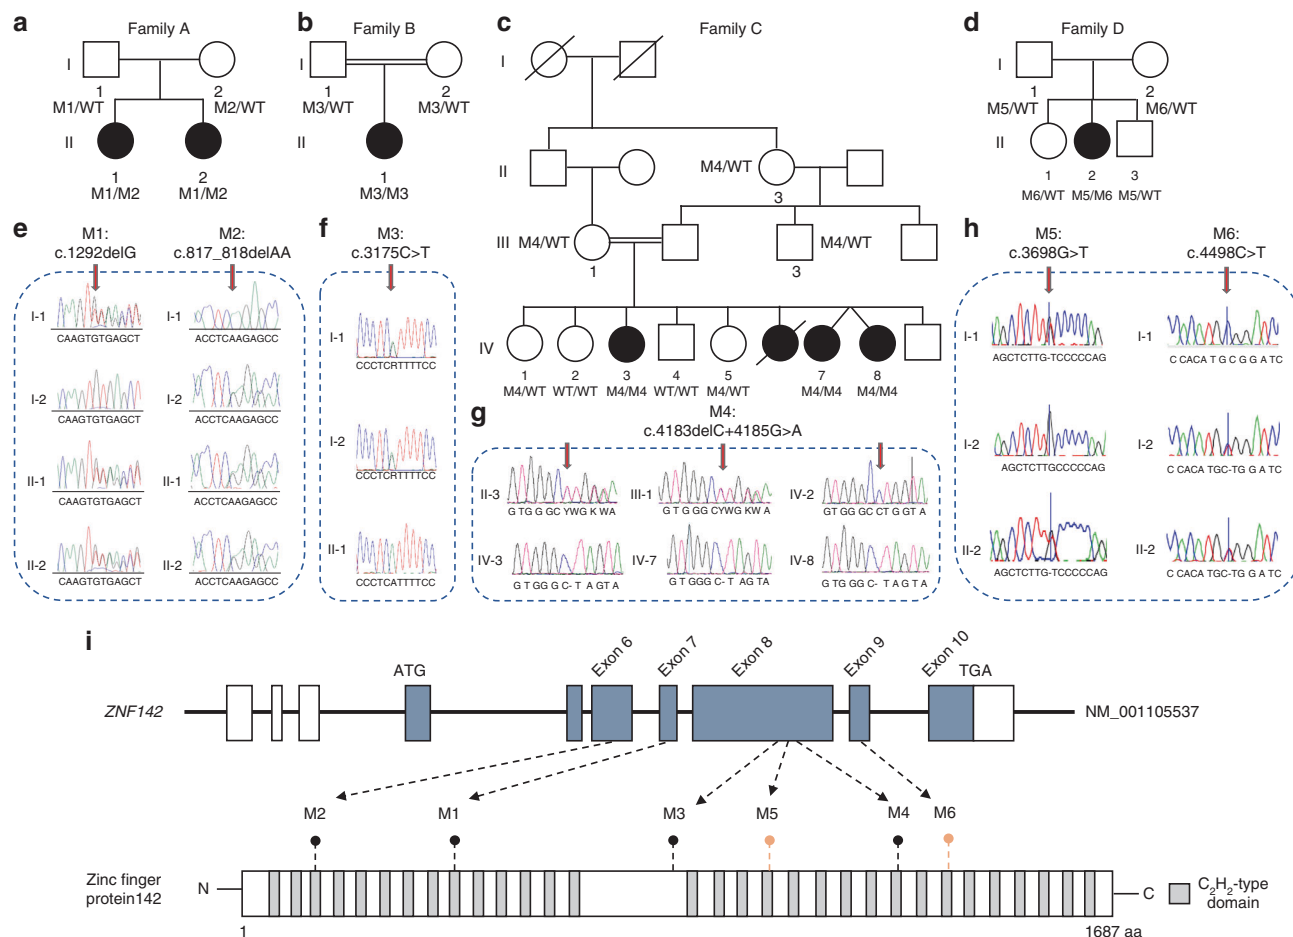 a
Family A
I
1
2
M1/WT
M2/WT
II
1
2
M1/M2
M1/M2
b
Family B
I
1
2
M3/WT
M3/WT
II
1
M3/M3
c
Family C
I
II
M4/WT
3
III
M4/WT
M4/WT
1
3
IV
1
2
3
4
5
7
8
M4/WT
WT/WT
M4/M4
WT/WT
M4/WT
M4/M4
M4/M4
d
Family D
I
1
2
M5/WT
M6/WT
II
1
2
3
M6/WT
M5/M6
M5/WT
e
M1:
c.1292delG
M2:
c.817_818delAA
I-1
CAAGTGTGAGCT
I-1
ACCTCAAGAGCC
I-2
CAAGTGTGAGCT
I-2
ACCTCAAGAGCC
II-1
CAAGTGTGAGCT
II-1
ACCTCAAGAGCC
II-2
CAAGTGTGAGCT
II-2
ACCTCAAGAGCC
f
M3:
c.3175C>T
I-1
CCCTCRTTTTCC
I-2
CCCTCRTTTTCC
II-1
CCCTCATTTTCC
g
M4:
c.4183delC+4185G>A
II-3
G TG G GC YWG K WA
III-1
G T GGG CYWG KW A
IV-2
GT GGG C CT GGT A
IV-3
G T GG G C- T A GT A
IV-7
G T GGG C-T AG TA
IV-8
G T GGG C- T A G T A
h
M5:
c.3698G>T
M6:
c.4498C>T
I-1
AGCTCTTG-TCCCCCAG
I-1
C CACA T G C G G A TC
I-2
AGCTCTTGCCCCCAG
I-2
C CACA TGC-TG G A TC
II-2
AGCTCTTG-TCCCCCAG
II-2
C CACA TGC-TG G A TC
i
Exon 6
Exon 7
Exon 8
Exon 9
Exon 10
ATG
TGA
ZNF142
NM_001105537
M2
M1
M3
M5
M4
M6
Zinc finger
protein142
N
C
C₂H₂-type
domain
1
1687 aa